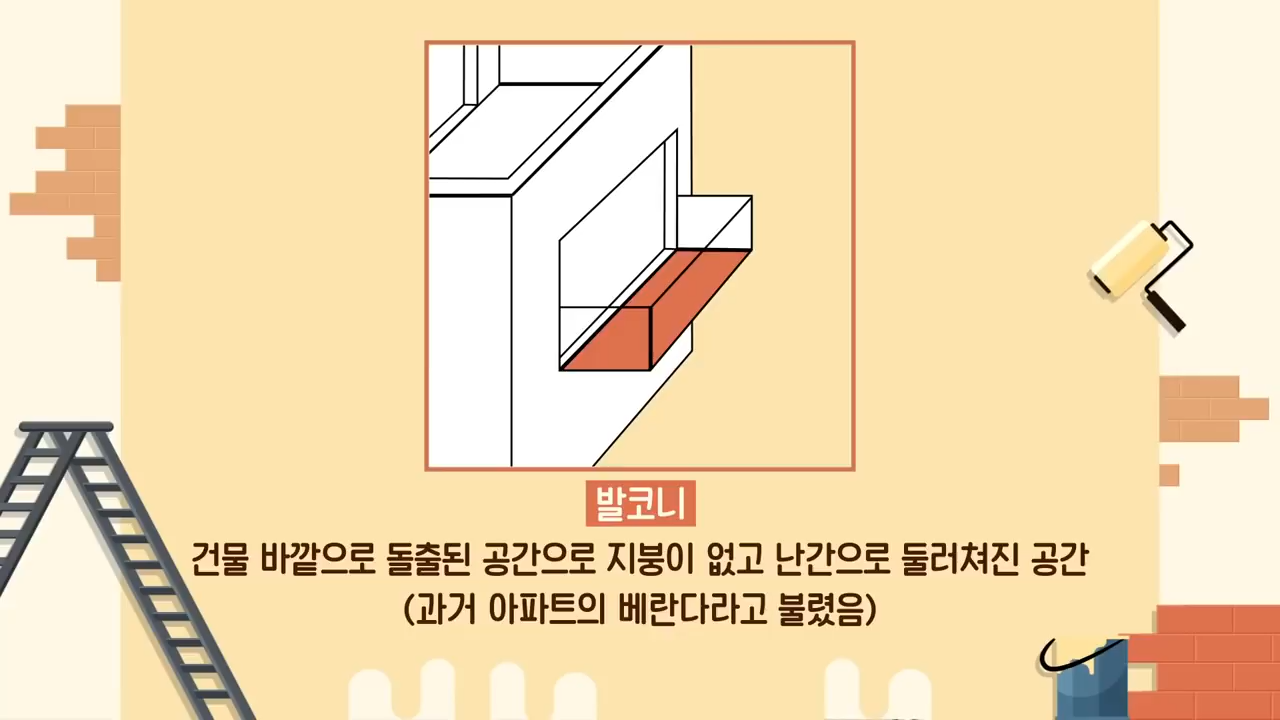 발코니
건물 바깥으로 돌출된 공간으로 지붕이 없고 난간으로 둘러쳐진 공간
(과거 아파트의 베란다라고 불렸음)